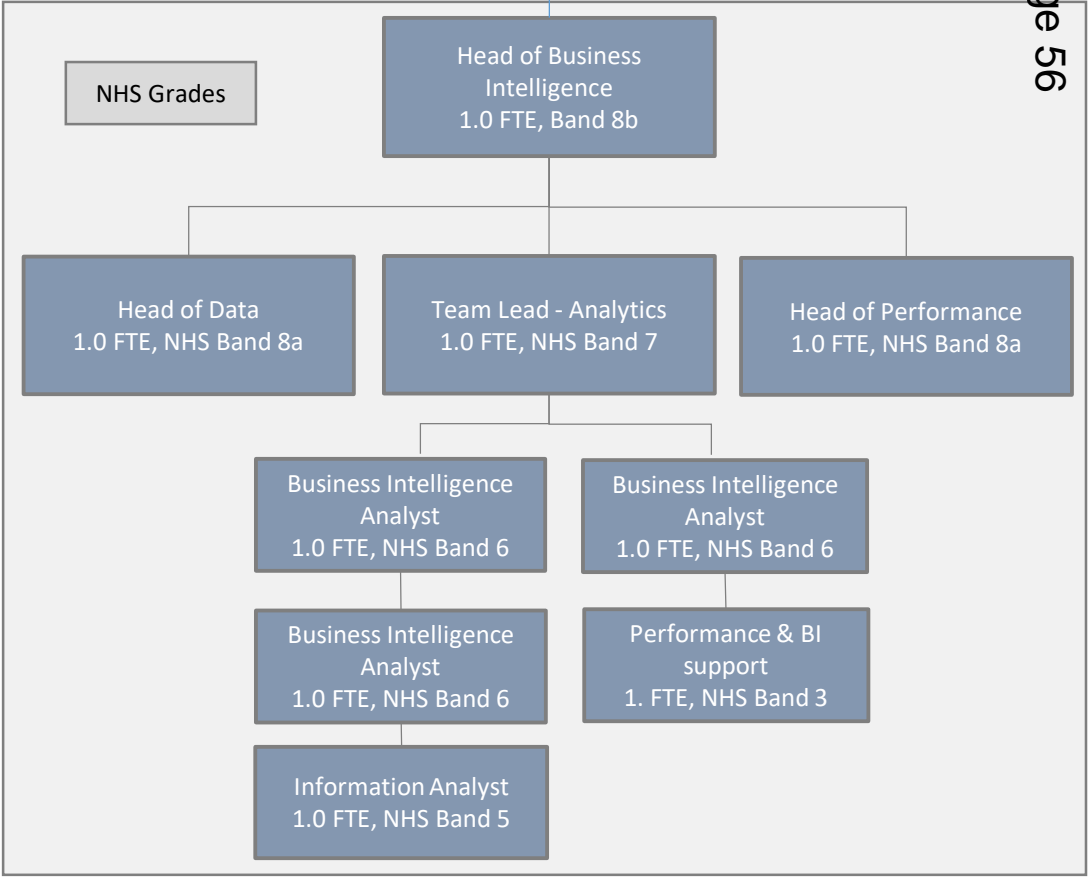 ge 56
NHS Grades
Head of Business
Intelligence
1.0 FTE, Band 8b
Head of Data
1.0 FTE, NHS Band 8a
Team Lead - Analytics
1.0 FTE, NHS Band 7
Head of Performance
1.0 FTE, NHS Band 8a
Business Intelligence
Analyst
1.0 FTE, NHS Band 6
Business Intelligence
Analyst
1.0 FTE, NHS Band 6
Business Intelligence
Analyst
1.0 FTE, NHS Band 6
Performance & BI
support
1. FTE, NHS Band 3
Information Analyst
1.0 FTE, NHS Band 5